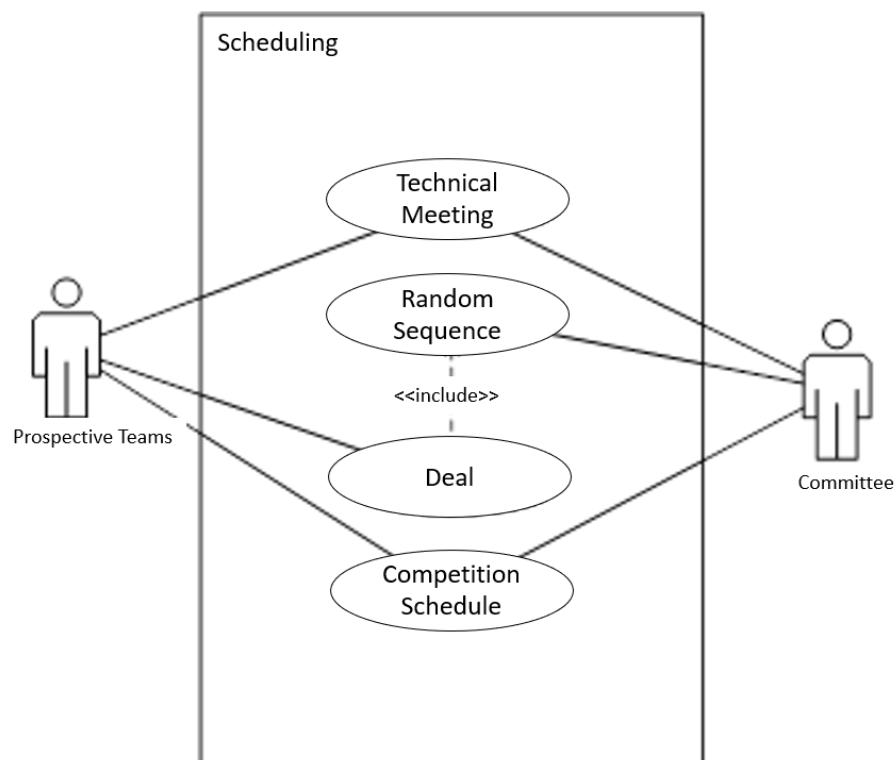 Scheduling
Technical
Meeting
Random
Sequence
<<include>>
Prospective Teams
Deal
Committee
Competition
Schedule